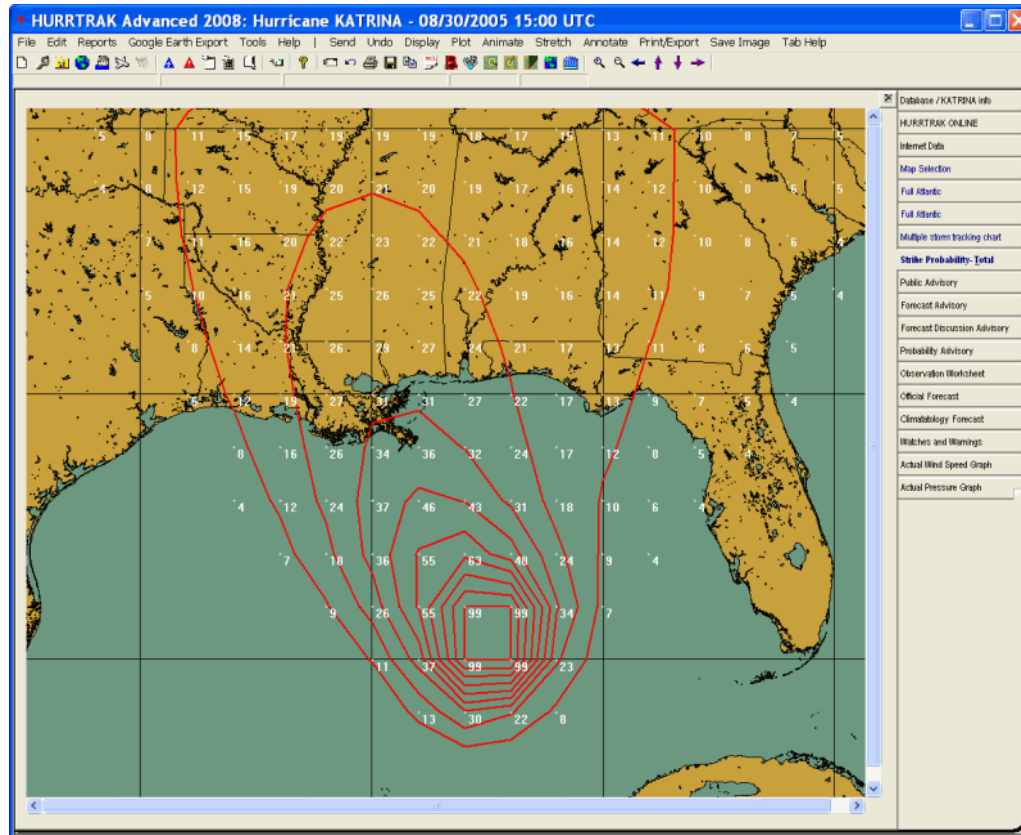 HURRTRAK Advanced 2008: Hurricane KATRINA - 08/30/2005 15:00 UTC
File Edit Reports Google Earth Export Tools Help | Send Undo Display Plot Animate Stretch Annotate Print/Export Save Image Tab Help
Database / KATRINA info
HURRTRAK ONLINE
Internet Data
Map Selection
Full Atlantic
Full Atlantic
Multiple storm tracking chart
Strike Probability- Total
Public Advisory
Forecast Advisory
Forecast Discussion Advisory
Probability Advisory
Observation Worksheet
Official Forecast
Climatology Forecast
Watches and Warnings
Actual Wind Speed Graph
Actual Pressure Graph
5 8 11 15 19 19 19 18 17 15 13 11 9 7 5
4 8 12 15 19 20 21 20 19 17 14 12 9 6 5
7 11 16 20 22 23 22 21 18 14 12 8 6 4
5 10 16 21 25 26 25 22 19 16 14 11 9 7 5 4
8 14 21 26 29 27 24 21 17 13 11 8 6 5
8 12 19 27 31 31 27 22 17 13 9 7 5 4
8 16 26 34 36 32 24 17 12 8 5
4 12 24 37 46 43 31 18 10 6 4
7 18 36 55 63 48 24 9 4
9 26 55 99 99 34 7
11 37 99 99 23
13 30 22 8